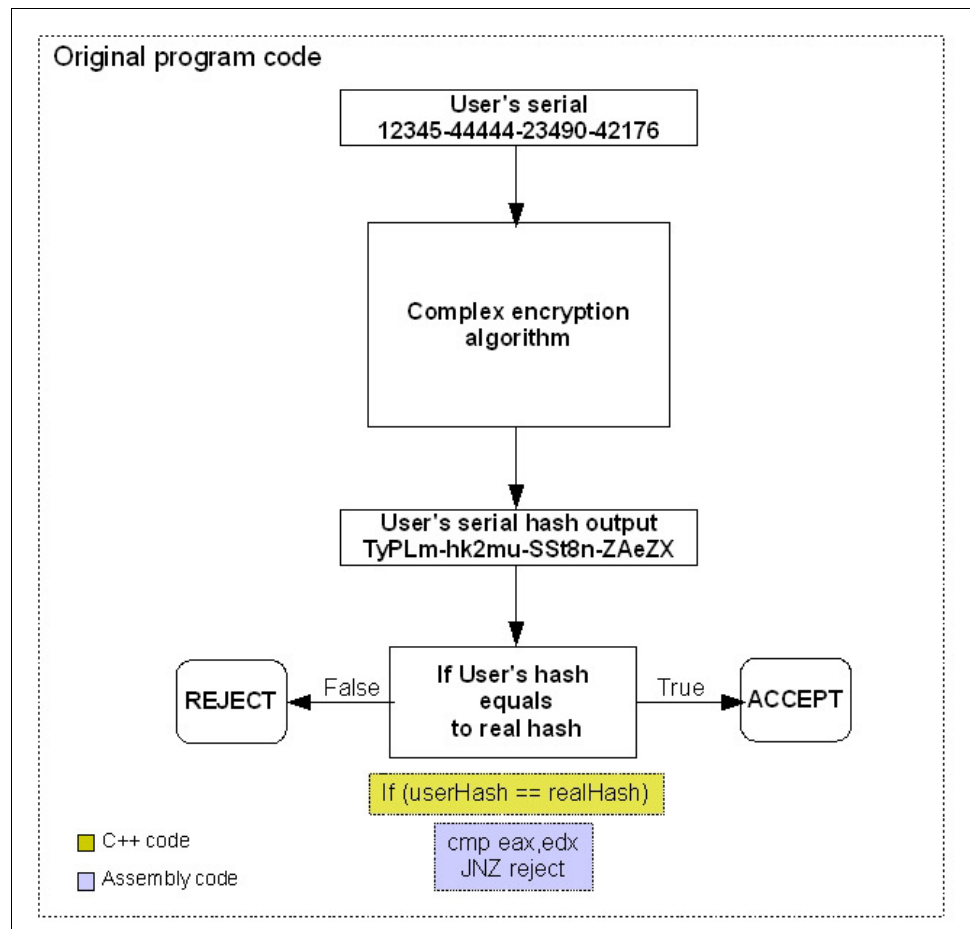 Original program code
User's serial
12345-44444-23490-42176
Complex encryption
algorithm
User's serial hash output
TyPLm-hk2mu-SSt8n-ZAeZX
REJECT
False
If User's hash
equals
to real hash
True
ACCEPT
If (userHash == realHash)
cmp eax,edx
JNZ reject
C++ code
Assembly code